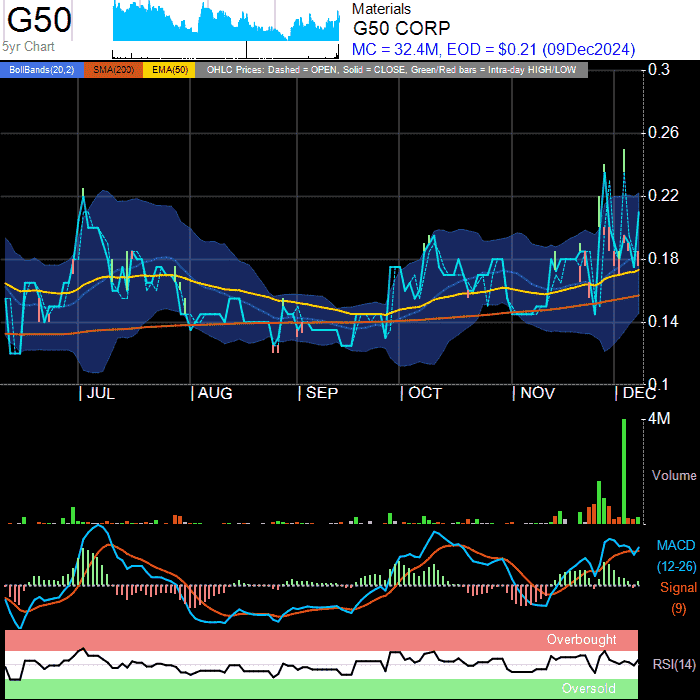 G50
5yr Chart
Materials
G50 CORP
MC = 32.4M, EOD = $0.21 (09Dec2024)
BollBands(20,2) SMA(200) EMA(50) OHLC Prices: Dashed = OPEN, Solid = CLOSE, Green/Red bars = Intra-day HIGH/LOW
0.3
0.26
0.22
0.18
0.14
0.1
JUL AUG SEP OCT NOV DEC
4M
Volume
MACD
(12-26)
Signal
(9)
Overbought
RSI(14)
Oversold